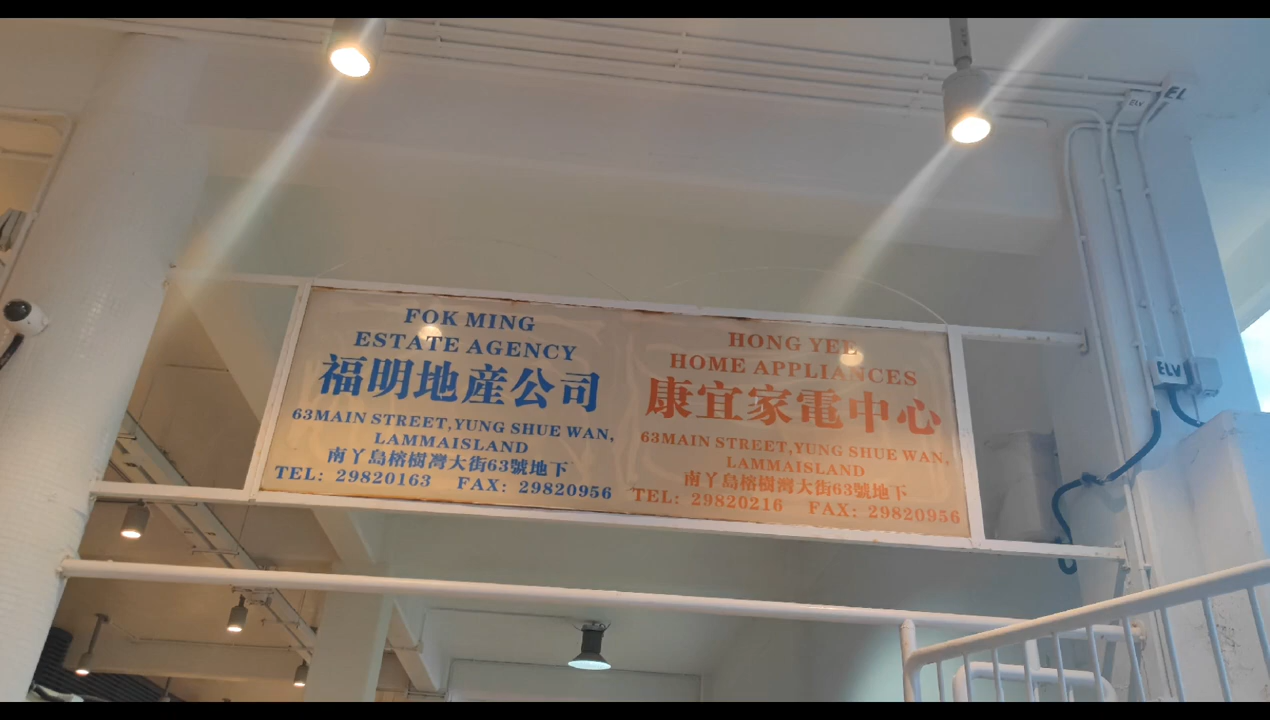 FOK MING
ESTATE AGENCY
福明地產公司
63MAIN STREET,YUNG SHUE WAN,
LAMMAISLAND
南丫島榕樹灣大街63號地下
TEL: 29820163 FAX: 29820956
HONG YEE
HOME APPLIANCES
康宜家電中心
63MAIN STREET,YUNG SHUE WAN,
LAMMAISLAND
南丫島榕樹灣大街63號地下
TEL: 29820216 FAX: 29820956
ELV
EL
ELV